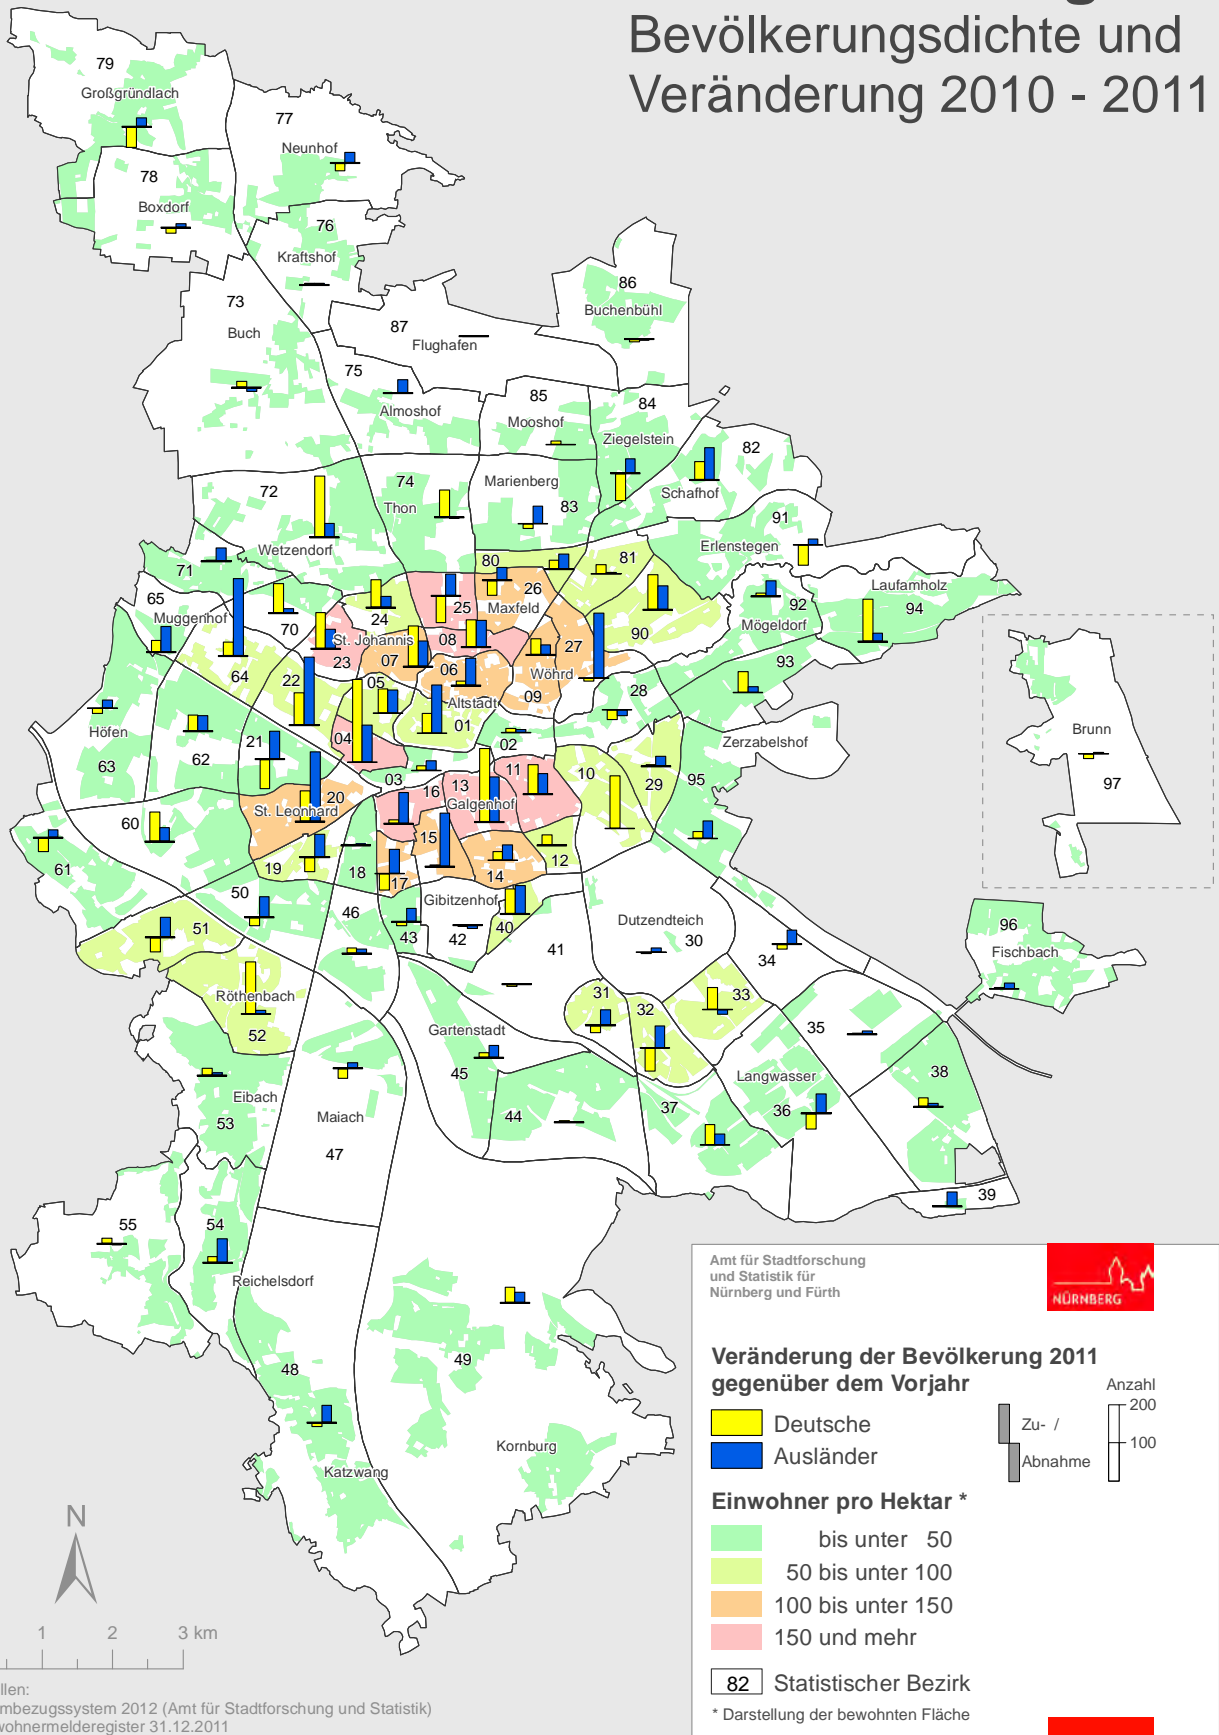 Bevölkerungsdichte und
Veränderung 2010 - 2011
79
Großgründlach
77
Neunhof
78
Boxdorf
76
Kraftshof
73
Buch
86
Buchenbühl
87
Flughafen
75
Almoshof
85
Mooshof
84
Ziegelstein
82
Schafhof
72
Wetzendorf
74
Thon
Marienberg
83
91
Erlenstegen
71
80
81
65
Muggenhof
70
24
25
26
Maxfeld
Laufamholz
94
92
Mögeldorf
90
St. Johannis
23
08
07
06
27
Wöhrd
09
64
22
05
Altstadt
01
28
93
Höfen
63
62
21
04
02
Zerzabelshof
Brunn
97
03
16
13
11
Galgenhof
10
29
95
20
St. Leonhard
60
61
15
12
14
19
18
17
50
Gibitzenhof
46
43
42
40
41
Dutzendteich
30
34
51
96
Fischbach
Röthenbach
52
31
32
33
35
Gartenstadt
45
Eibach
53
Maiach
47
44
37
Langwasser
36
38
39
55
54
Reichelsdorf
48
49
Katzwang
Kornburg
Amt für Stadtforschung
und Statistik für
Nürnberg und Fürth
NÜRNBERG
Veränderung der Bevölkerung 2011
gegenüber dem Vorjahr
Anzahl
Deutsche
Ausländer
Zu- /
Abnahme
200
100
Einwohner pro Hektar *
bis unter 50
50 bis unter 100
100 bis unter 150
150 und mehr
82 Statistischer Bezirk
* Darstellung der bewohnten Fläche
N
1 2 3 km
llen:
mbezugssystem 2012 (Amt für Stadtforschung und Statistik)
wohnermelderegister 31.12.2011